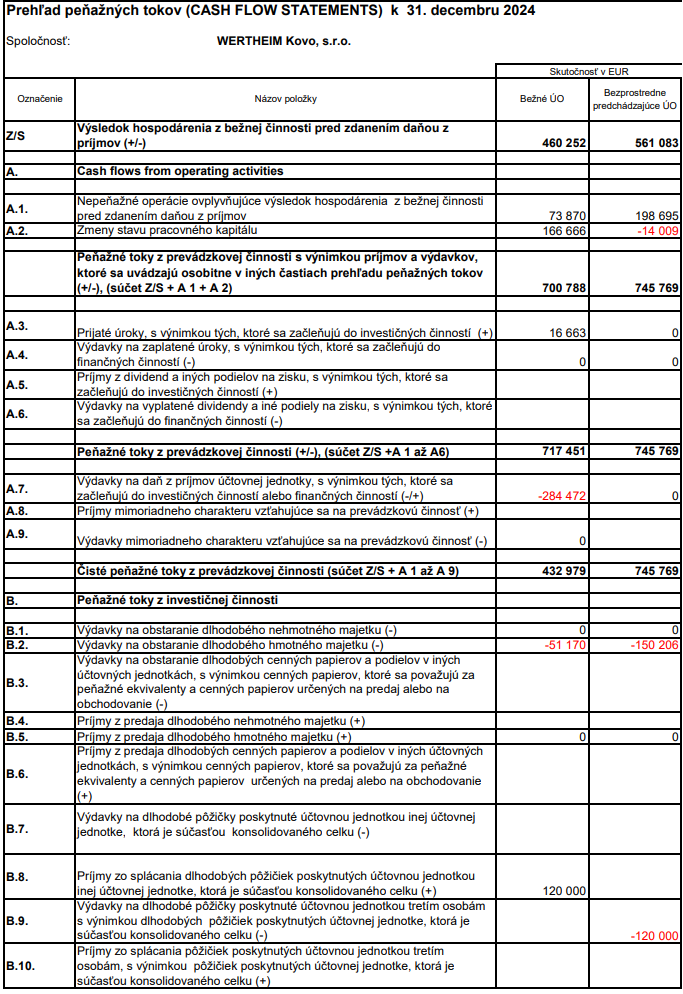 Prehľad peňažných tokov (CASH FLOW STATEMENTS) k 31. decembru 2024
Spoločnosť: WERTHEIM Kovo, s.r.o.
Skutočnosť v EUR
Označenie Názov položky Bežné ÚO Bezprostredne
predchádzajúce ÚO
Z/S Výsledok hospodárenia z bežnej činnosti pred zdanením daňou z
príjmov (+/-) 460 252 561 083
A. Cash flows from operating activities
A.1. Nepeňažné operácie ovplyvňujúce výsledok hospodárenia z bežnej činnosti
pred zdanením daňou z príjmov 73 870 198 695
A.2. Zmeny stavu pracovného kapitálu 166 666 -14 009
Peňažné toky z prevádzkovej činnosti s výnimkou príjmov a výdavkov,
ktoré sa uvádzajú osobitne v iných častiach prehľadu peňažných tokov
(+/-), (súčet Z/S + A 1 + A 2) 700 788 745 769
A.3. Prijaté úroky, s výnimkou tých, ktoré sa začleňujú do investičných činností (+) 16 663 0
A.4. Výdavky na zaplatené úroky, s výnimkou tých, ktoré sa začleňujú do
finančných činností (-) 0 0
A.5. Príjmy z dividend a iných podielov na zisku, s výnimkou tých, ktoré sa
začleňujú do investičných činností (+)
A.6. Výdavky na vyplatené dividendy a iné podiely na zisku, s výnimkou tých, ktoré
sa začleňujú do finančných činností (-)
Peňažné toky z prevádzkovej činnosti (+/-), (súčet Z/S +A 1 až A6) 717 451 745 769
A.7. Výdavky na daň z príjmov účtovnej jednotky, s výnimkou tých, ktoré sa
začleňujú do investičných činností alebo finančných činností (-/+) -284 472 0
A.8. Príjmy mimoriadneho charakteru vzťahujúce sa na prevádzkovú činnosť (+)
A.9. Výdavky mimoriadneho charakteru vzťahujúce sa na prevádzkovú činnosť (-) 0
Čisté peňažné toky z prevádzkovej činnosti (súčet Z/S + A 1 až A 9) 432 979 745 769
B. Peňažné toky z investičnej činnosti
B.1. Výdavky na obstaranie dlhodobého nehmotného majetku (-) 0 0
B.2. Výdavky na obstaranie dlhodobého hmotného majetku (-) -51 170 -150 206
B.3. Výdavky na obstaranie dlhodobých cenných papierov a podielov v iných
účtovných jednotkách, s výnimkou cenných papierov, ktoré sa považujú za
peňažné ekvivalenty a cenných papierov určených na predaj alebo na
obchodovanie (-)
B.4. Príjmy z predaja dlhodobého nehmotného majetku (+)
B.5. Príjmy z predaja dlhodobého hmotného majetku (+) 0 0
B.6. Príjmy z predaja dlhodobých cenných papierov a podielov v iných účtovných
jednotkách, s výnimkou cenných papierov, ktoré sa považujú za peňažné
ekvivalenty a cenných papierov určených na predaj alebo na obchodovanie
(+)
B.7. Výdavky na dlhodobé pôžičky poskytnuté účtovnou jednotkou inej účtovnej
jednotke, ktorá je súčasťou konsolidovaného celku (-)
B.8. Príjmy zo splácania dlhodobých pôžičiek poskytnutých účtovnou jednotkou
inej účtovnej jednotke, ktorá je súčasťou konsolidovaného celku (+) 120 000
B.9. Výdavky na dlhodobé pôžičky poskytnuté účtovnou jednotkou tretím osobám
s výnimkou dlhodobých pôžičiek poskytnutých účtovnej jednotke, ktorá je
súčasťou konsolidovaného celku (-) -120 000
B.10. Príjmy zo splácania pôžičiek poskytnutých účtovnou jednotkou tretím
osobám, s výnimkou pôžičiek poskytnutých účtovnej jednotke, ktorá je
súčasťou konsolidovaného celku (+)